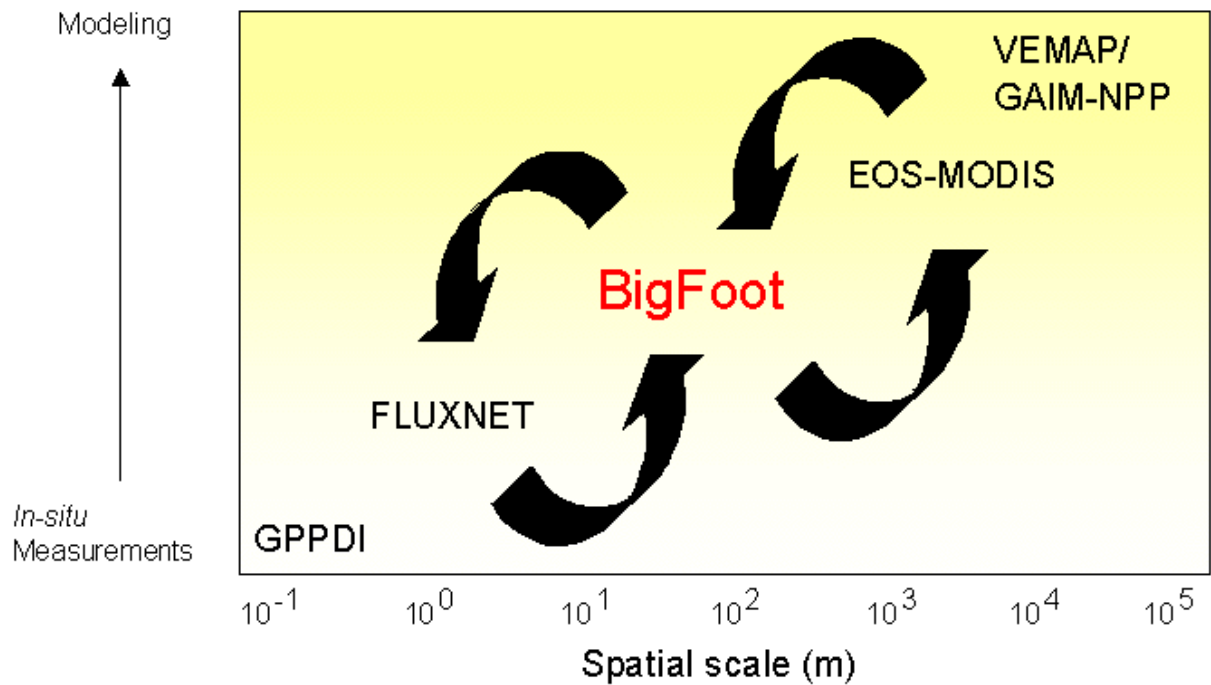 Modeling
VEMAP/
GAIM-NPP
EOS-MODIS
BigFoot
FLUXNET
In-situ
Measurements
GPPDI
10⁻¹ 10⁰ 10¹ 10² 10³ 10⁴ 10⁵
Spatial scale (m)